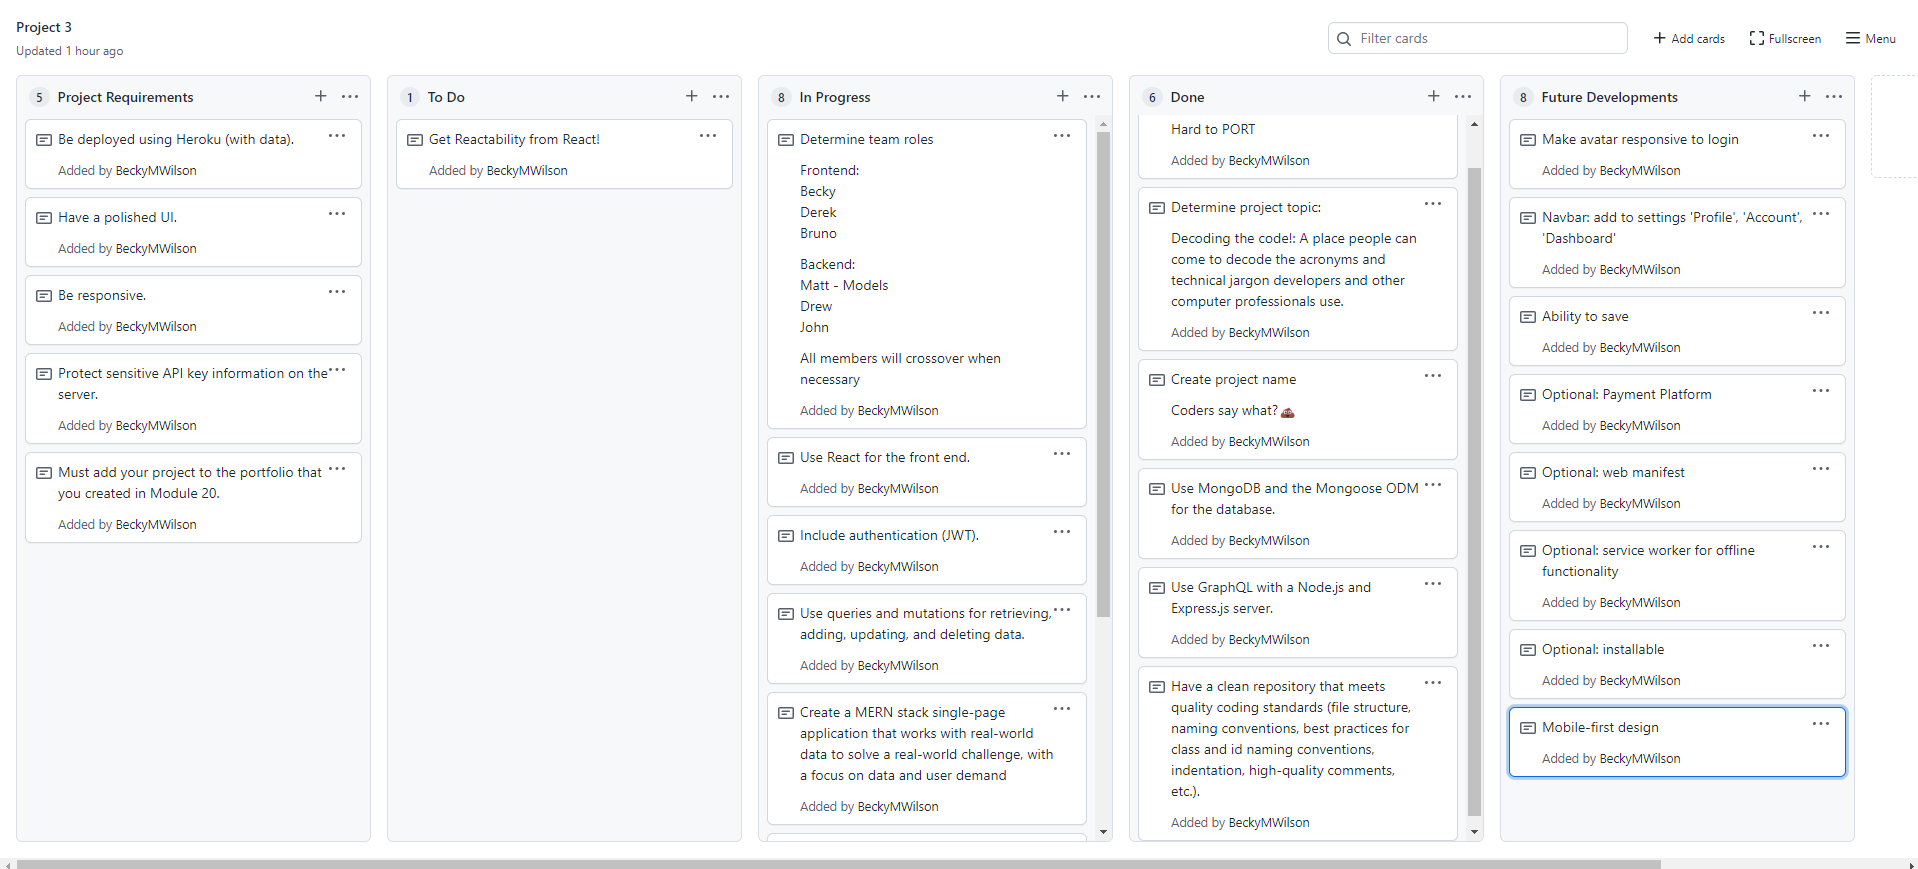 Project 3
Updated 1 hour ago
Filter cards
Add cards
Fullscreen
Menu
5 Project Requirements
Be deployed using Heroku (with data).
Added by BeckyMWilson
Have a polished UI.
Added by BeckyMWilson
Be responsive.
Added by BeckyMWilson
Protect sensitive API key information on the
server.
Added by BeckyMWilson
Must add your project to the portfolio that
you created in Module 20.
Added by BeckyMWilson
1 To Do
Get Reactability from React!
Added by BeckyMWilson
8 In Progress
Determine team roles
Frontend:
Becky
Derek
Bruno
Backend:
Matt - Models
Drew
John
All members will crossover when
necessary
Added by BeckyMWilson
Use React for the front end.
Added by BeckyMWilson
Include authentication (JWT).
Added by BeckyMWilson
Use queries and mutations for retrieving,
adding, updating, and deleting data.
Added by BeckyMWilson
Create a MERN stack single-page
application that works with real-world
data to solve a real-world challenge, with
a focus on data and user demand
Added by BeckyMWilson
6 Done
Hard to PORT
Added by BeckyMWilson
Determine project topic:
Decoding the code!: A place people can
come to decode the acronyms and
technical jargon developers and other
computer professionals use.
Added by BeckyMWilson
Create project name
Coders say what?💩
Added by BeckyMWilson
Use MongoDB and the Mongoose ODM
for the database.
Added by BeckyMWilson
Use GraphQL with a Node.js and
Express.js server.
Added by BeckyMWilson
Have a clean repository that meets
quality coding standards (file structure,
naming conventions, best practices for
class and id naming conventions,
indentation, high-quality comments,
etc.).
Added by BeckyMWilson
8 Future Developments
Make avatar responsive to login
Added by BeckyMWilson
Navbar: add to settings 'Profile', 'Account',
'Dashboard'
Added by BeckyMWilson
Ability to save
Added by BeckyMWilson
Optional: Payment Platform
Added by BeckyMWilson
Optional: web manifest
Added by BeckyMWilson
Optional: service worker for offline
functionality
Added by BeckyMWilson
Optional: installable
Added by BeckyMWilson
Mobile-first design
Added by BeckyMWilson